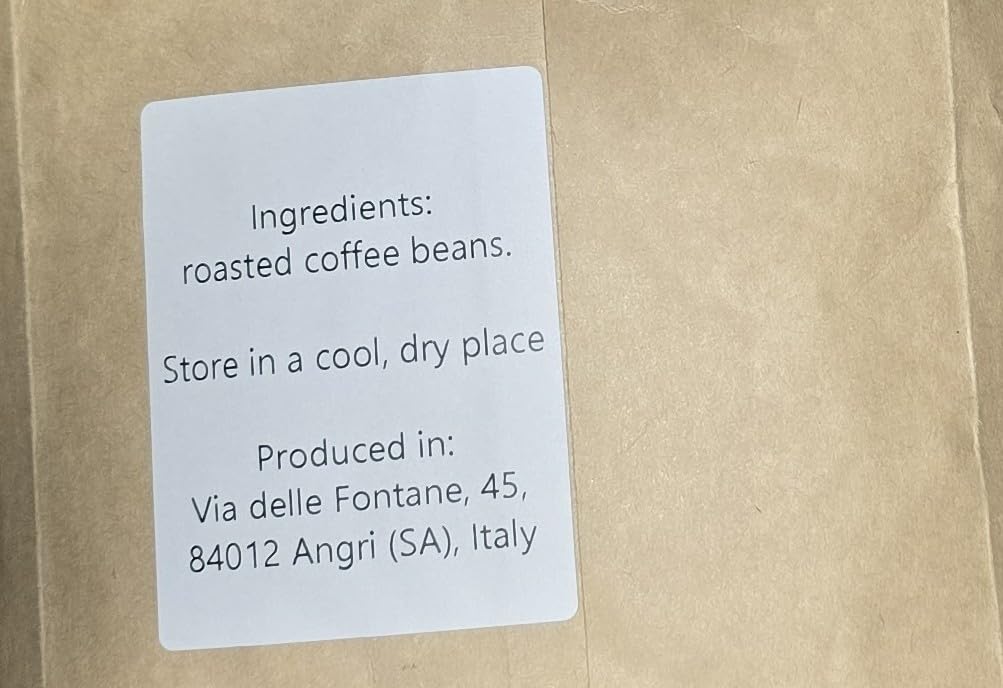 Ingredients:
roasted coffee beans.
Store in a cool, dry place
Produced in:
Via delle Fontane, 45,
84012 Angri (SA), Italy